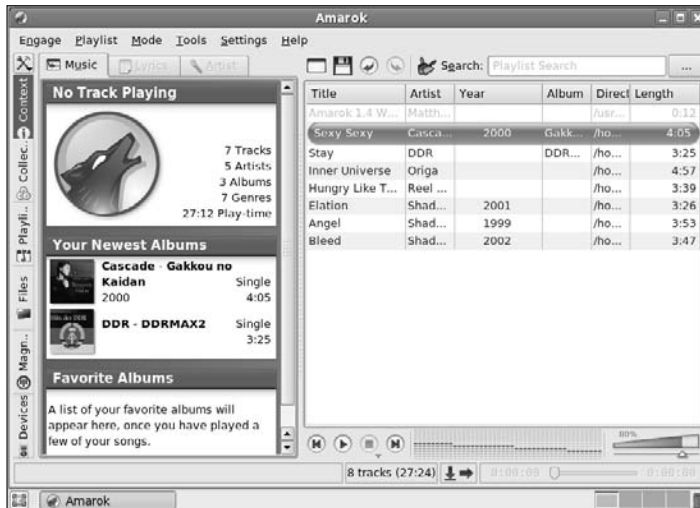 Amarok
Engage Playlist Mode Tools Settings Help
Music Lyrics Artist
Search: Playlist Search ...
Context
Collec...
Playli...
Files
Magn...
Devices
No Track Playing
7 Tracks
5 Artists
3 Albums
7 Genres
27:12 Play-time
Your Newest Albums
Cascade - Gakkou no
Kaidan Single
2000 4:05
DDR - DDRMAX2 Single
3:25
Favorite Albums
A list of your favorite albums will
appear here, once you have played a
few of your songs.
Title Artist Year Album Direct Length
Amarok 1.4 W... Matth... /usr... 0:12
Sexy Sexy Casca... 2000 Gakk... /ho... 4:05
Stay DDR DDR... /ho... 3:25
Inner Universe Origa /ho... 4:57
Hungry Like T... Reel ... /ho... 3:39
Elation Shad... 2001 /ho... 3:26
Angel Shad... 1999 /ho... 3:53
Bleed Shad... 2002 /ho... 3:47
80%
8 tracks (27:24) 0:00:00 0:00:00
Amarok